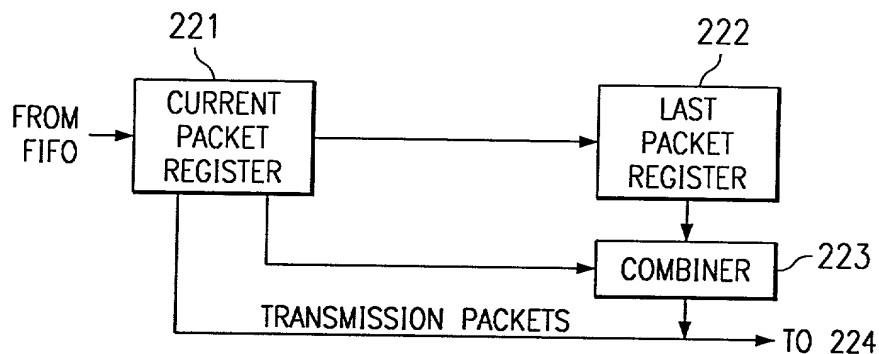 221
222
FROM
FIFO
CURRENT
PACKET
REGISTER
LAST
PACKET
REGISTER
COMBINER
223
TRANSMISSION PACKETS
TO 224